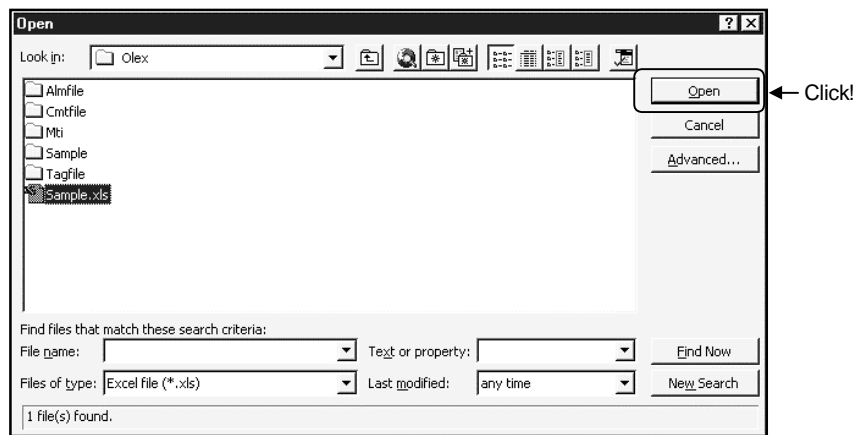 Open
Look in: Olex
Almfile
Cmtfile
Mti
Sample
Tagfile
Sample.xls
Open
Click!
Cancel
Advanced...
Find files that match these search criteria:
File name: Text or property: Find Now
Files of type: Excel file (*.xls) Last modified: any time New Search
1 file(s) found.